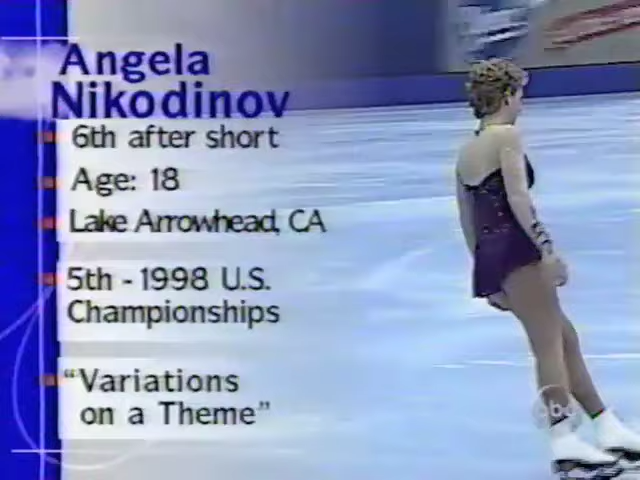 Angela
Nikodinov
6th after short
Age: 18
Lake Arrowhead, CA
5th - 1998 U.S.
Championships
"Variations
on a Theme"
abc